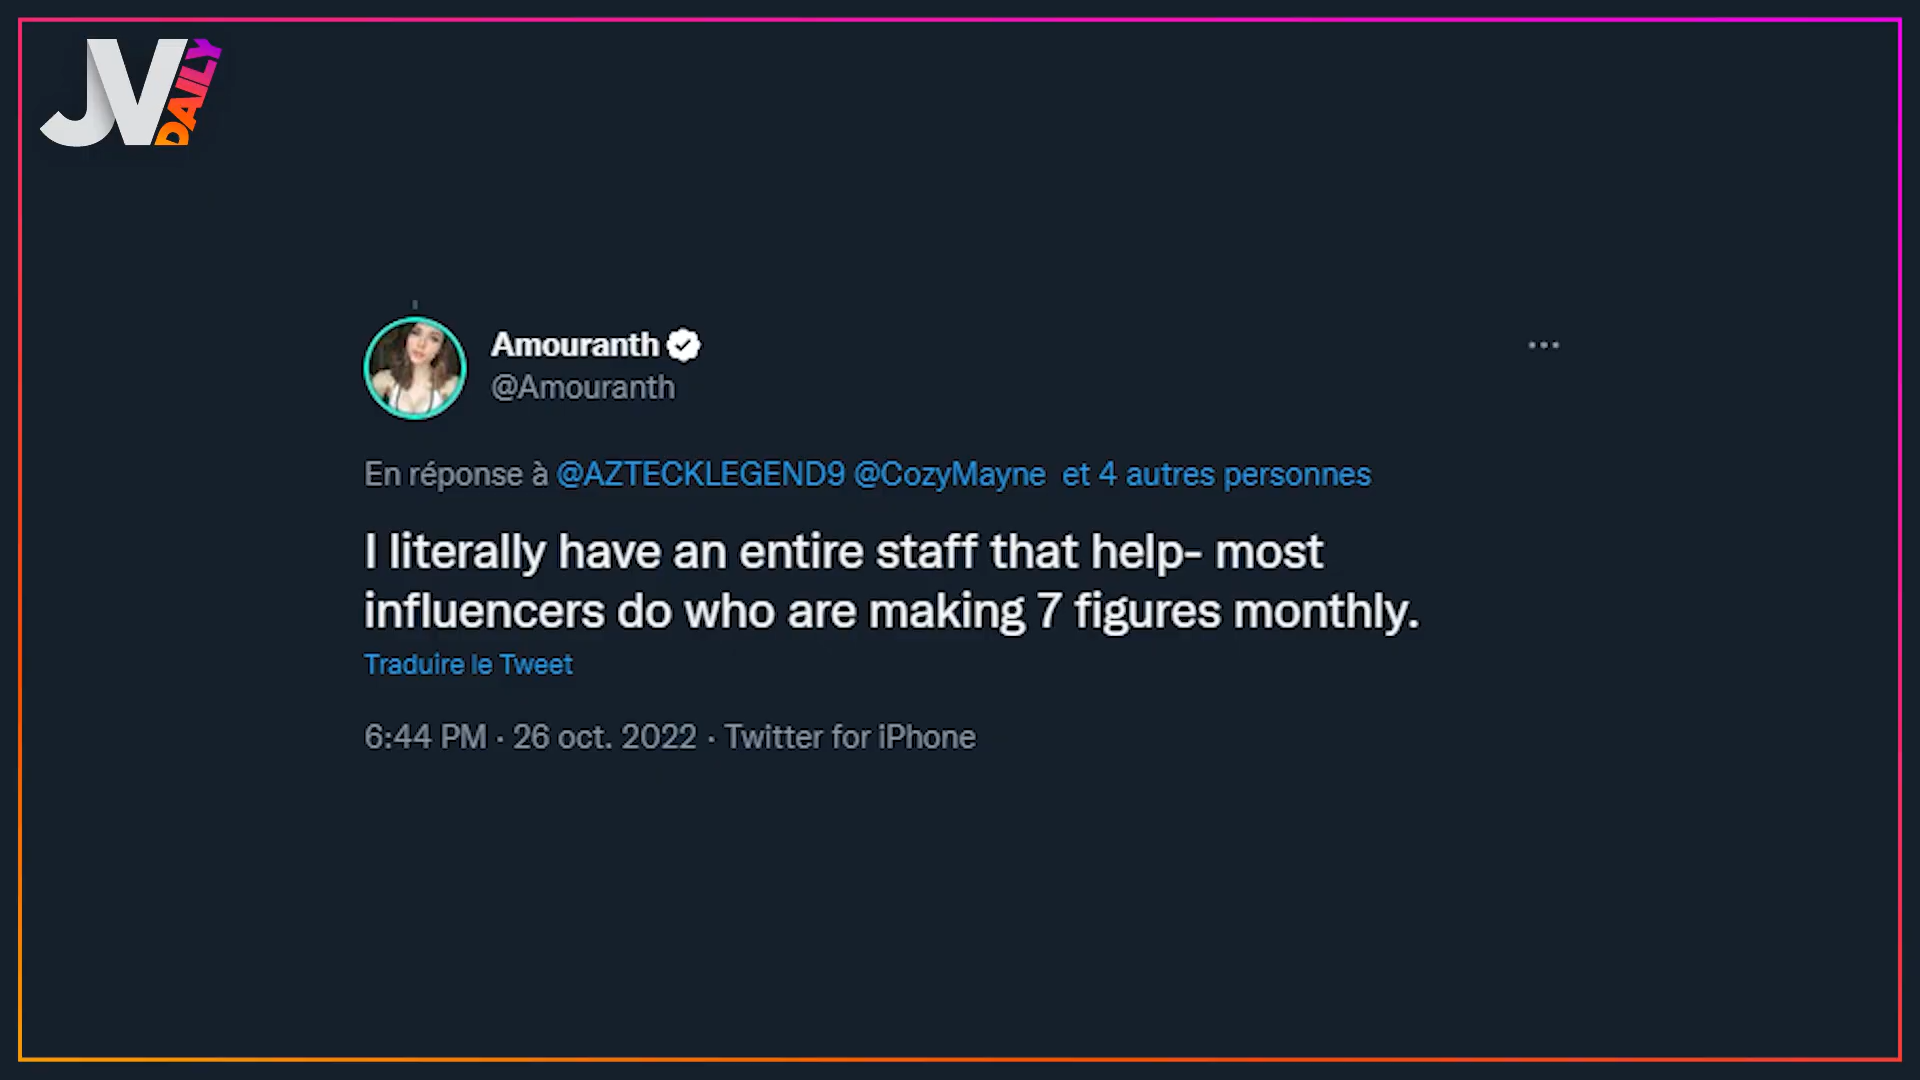 JV DAILY
Amouranth
@Amouranth
En réponse à @AZTECKLEGEND9 @CozyMayne et 4 autres personnes
I literally have an entire staff that help- most
influencers do who are making 7 figures monthly.
Traduire le Tweet
6:44 PM · 26 oct. 2022 · Twitter for iPhone